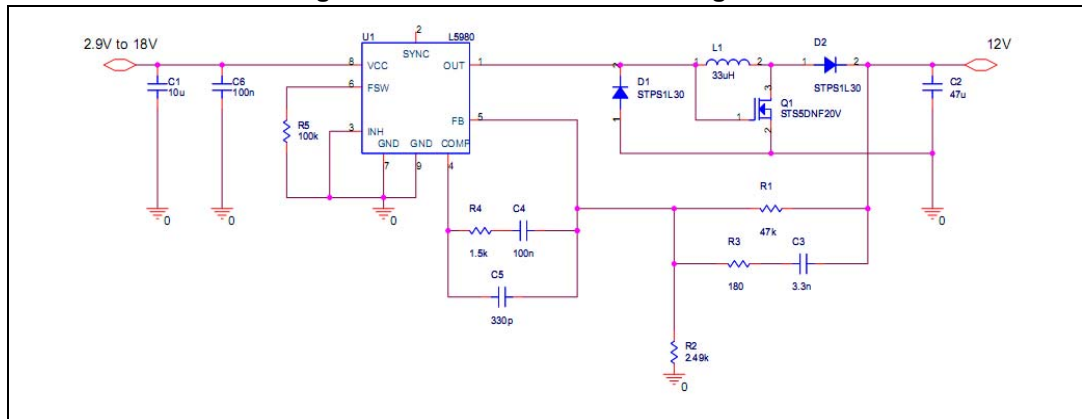 2.9V to 18V
C1
10u
C6
100n
0
0
R5
100k
U1
L5980
2
SYNC
8
VCC
OUT
1
6
FSW
FB
5
3
INH
GND
GND
COMP
7
9
4
0
R4
1.5k
C4
100n
C5
330p
2
D1
STPS1L30
1
L1
1
2
33uH
D2
1
2
STPS1L30
3
Q1
STS5DNF20V
1
2
12V
C2
47u
0
R1
47k
R3
180
C3
3.3n
R2
2.49k
0